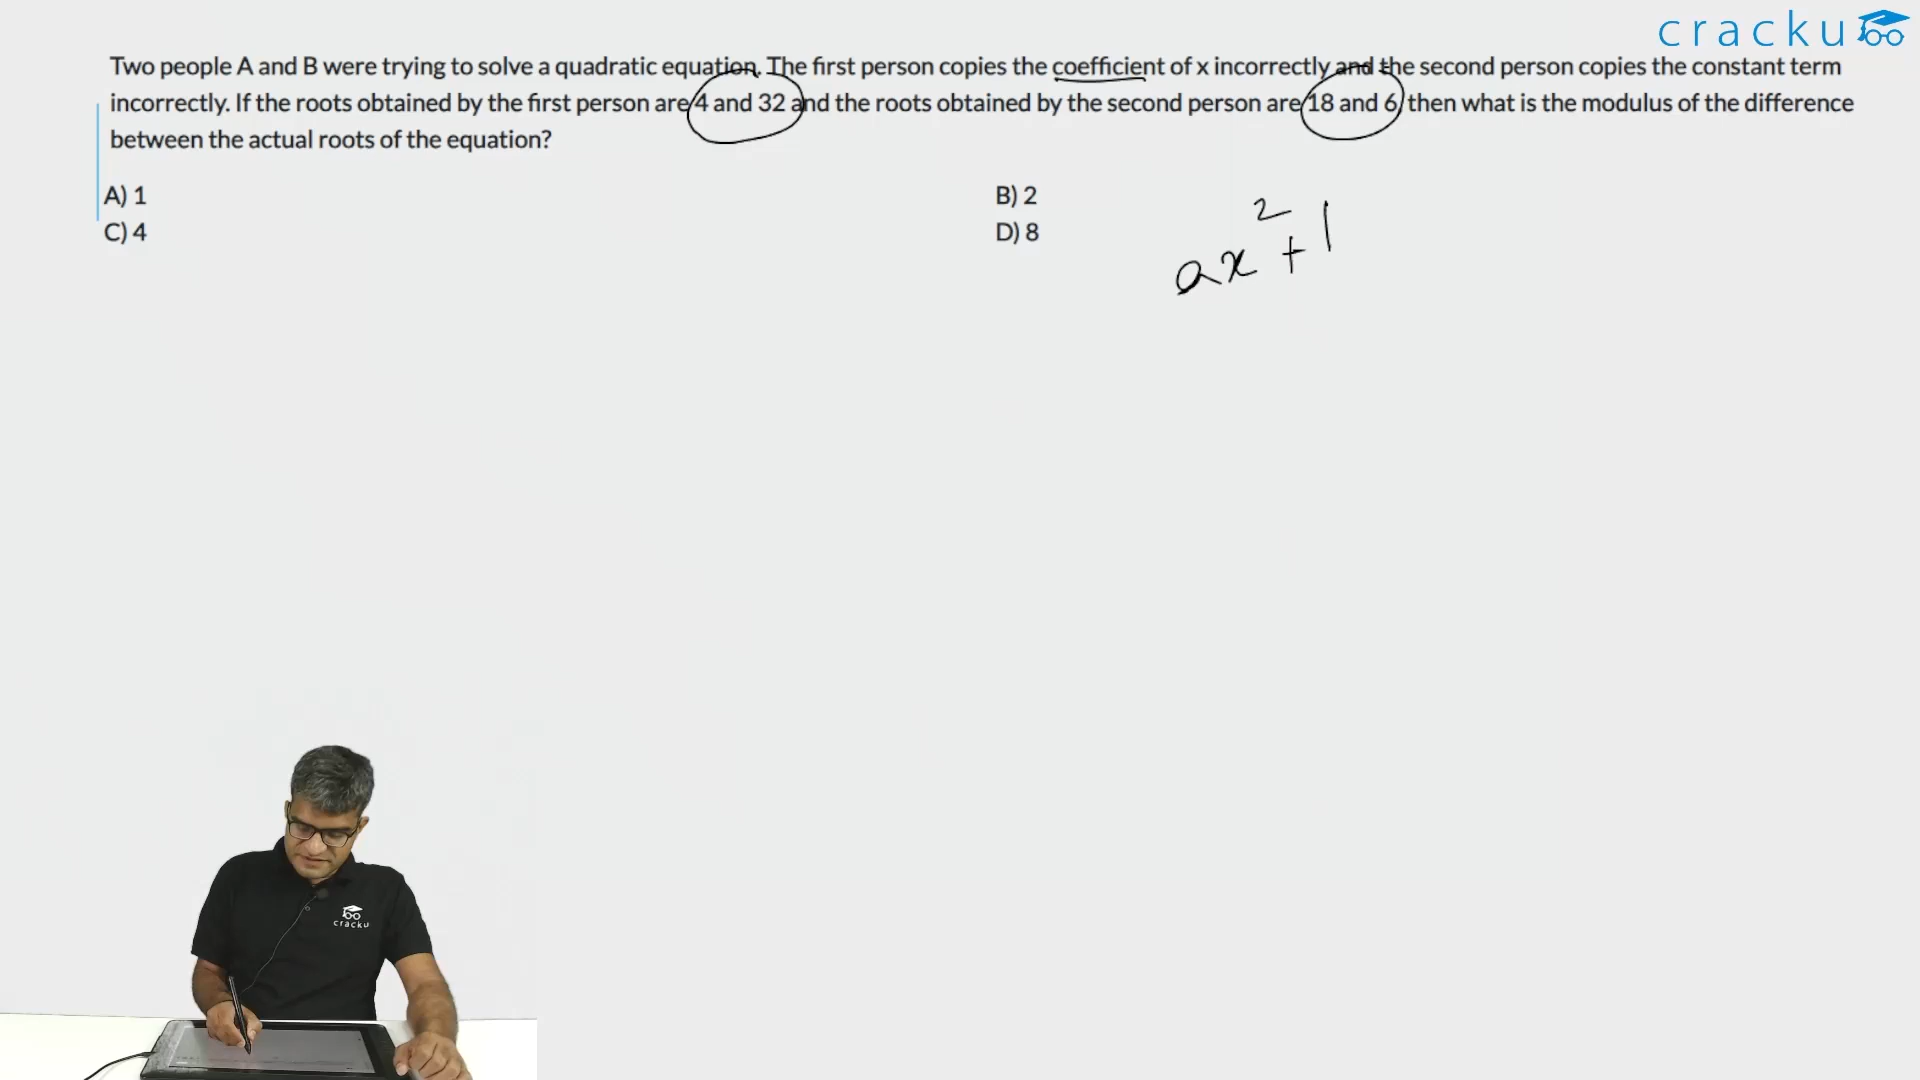 cracku
Two people A and B were trying to solve a quadratic equation. The first person copies the coefficient of x incorrectly and the second person copies the constant term
incorrectly. If the roots obtained by the first person are 4 and 32 and the roots obtained by the second person are 18 and 6, then what is the modulus of the difference
between the actual roots of the equation?
A) 1
B) 2
C) 4
D) 8
ax² + l
cracku